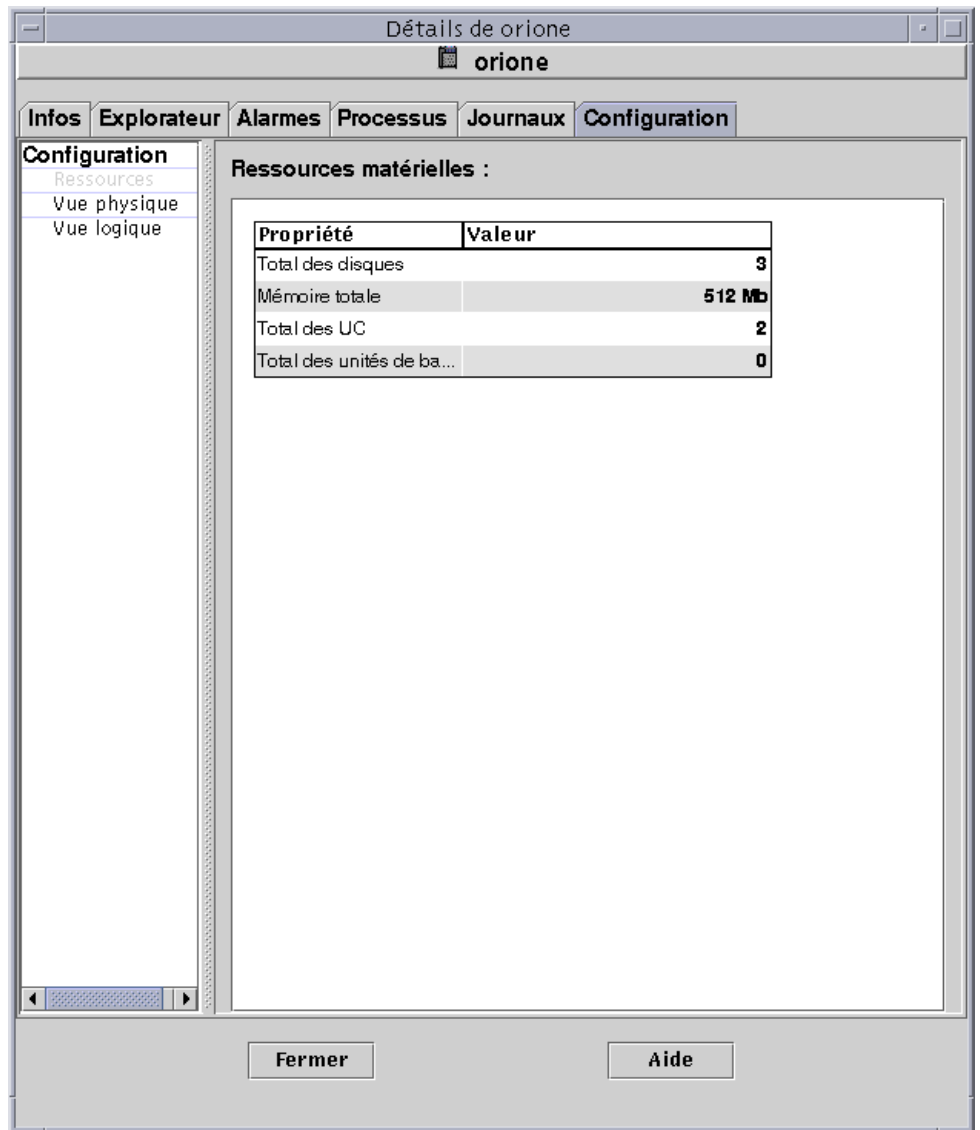 Détails de orione
orione
Infos Explorateur Alarmes Processus Journaux Configuration
Configuration
Ressources
Vue physique
Vue logique
Ressources matérielles :
Propriété Valeur
Total des disques 3
Mémoire totale 512 Mb
Total des UC 2
Total des unités de ba... 0
Fermer Aide